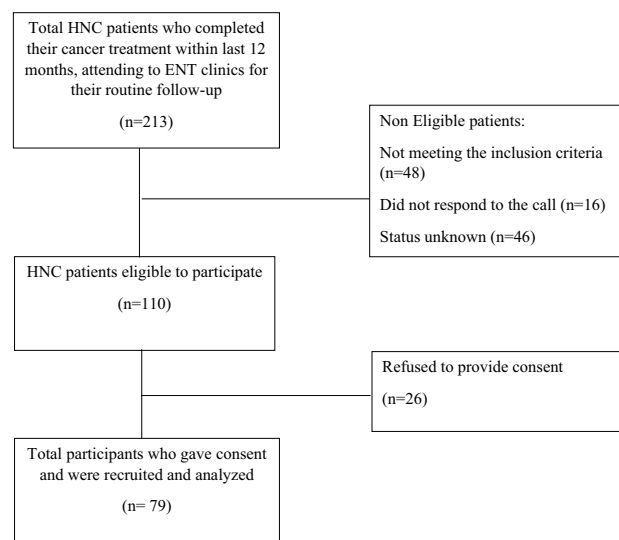 Total HNC patients who completed
their cancer treatment within last 12
months, attending to ENT clinics for
their routine follow-up
(n=213)
Non Eligible patients:
Not meeting the inclusion criteria
(n=48)
Did not respond to the call (n=16)
Status unknown (n=46)
HNC patients eligible to participate
(n=110)
Refused to provide consent
(n=26)
Total participants who gave consent
and were recruited and analyzed
(n= 79)